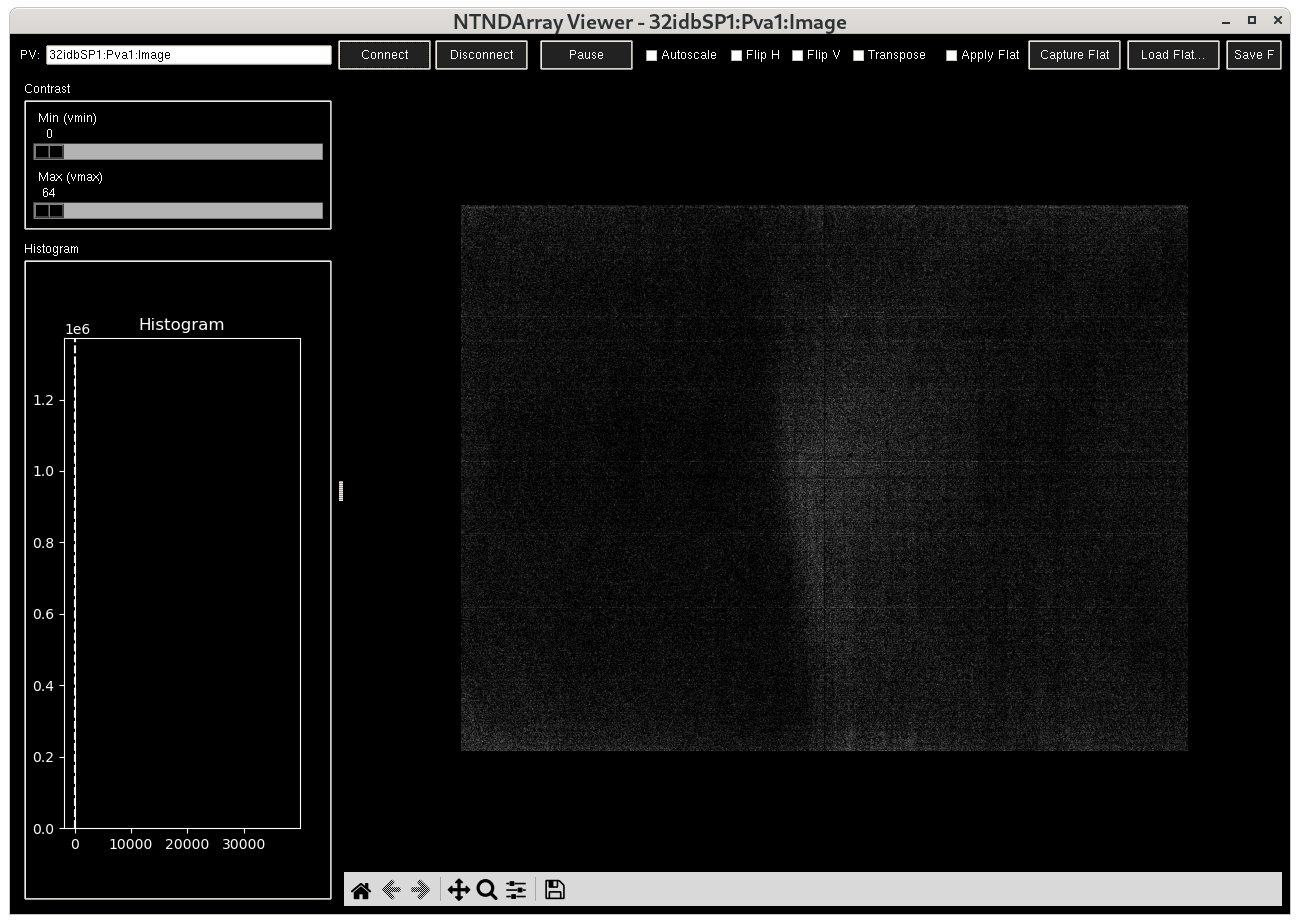 NTNDArray Viewer - 32idbSP1:Pva1:Image
PV: 32idbSP1:Pva1:Image Connect Disconnect Pause Autoscale Flip H Flip V Transpose Apply Flat Capture Flat Load Flat... Save F
Contrast
Min (vmin)
0
Max (vmax)
64
Histogram
Histogram
1e6
1.2
1.0
0.8
0.6
0.4
0.2
0.0
0 10000 20000 30000